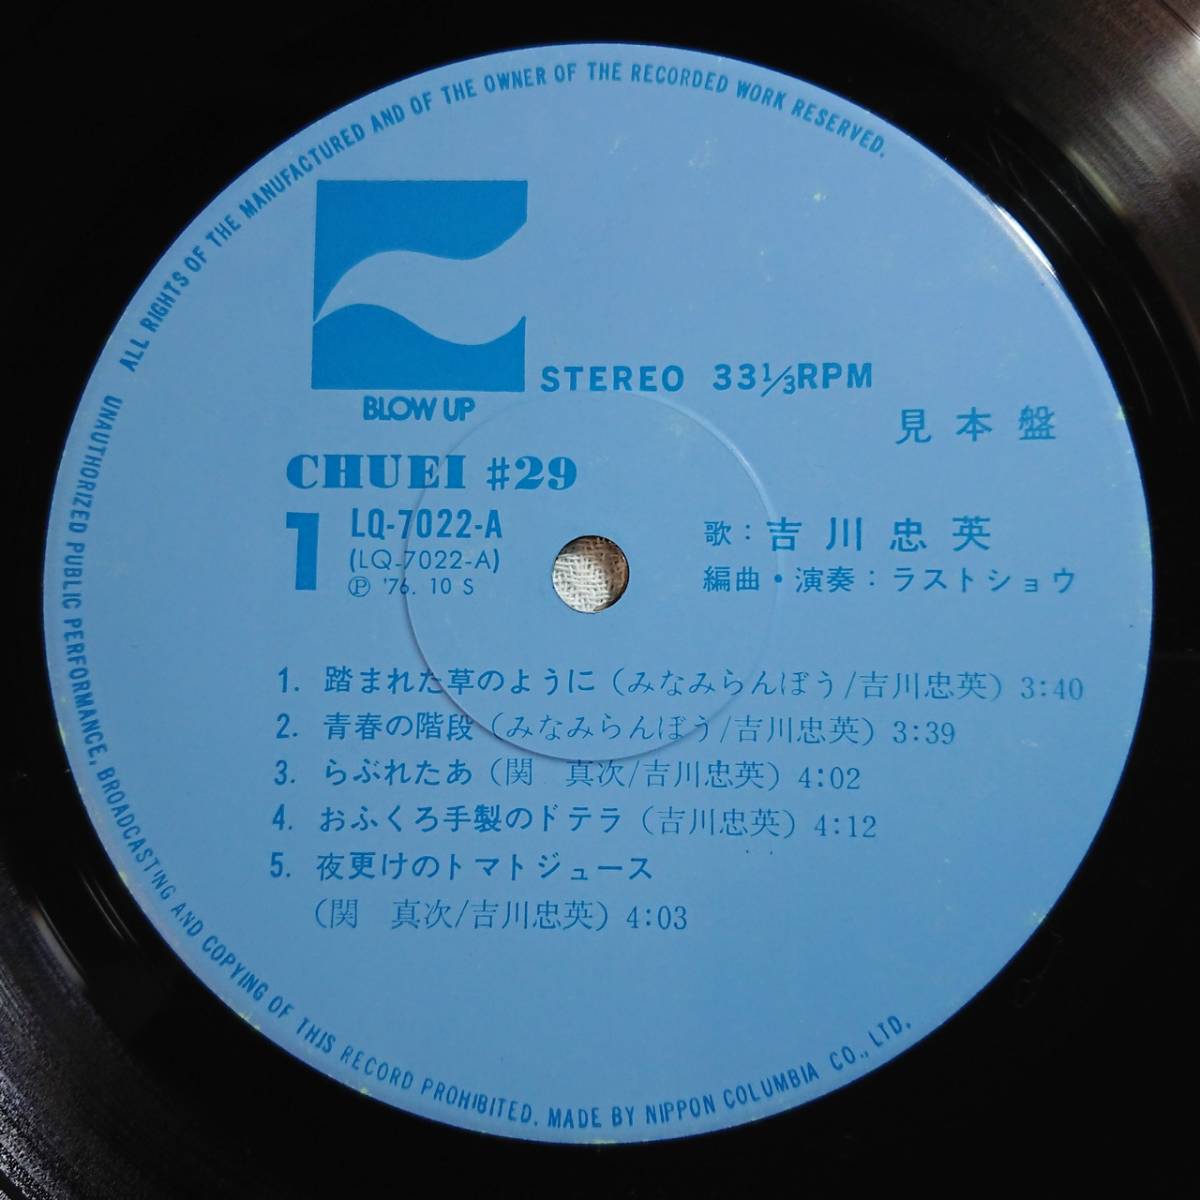 ALL RIGHTS OF THE MANUFACTURED AND OF THE OWNER OF THE RECORDED WORK RESERVED.
UNAUTHORIZED PUBLIC PERFORMANCE, BROADCASTING AND COPYING OF THIS RECORD PROHIBITED. MADE BY NIPPON COLUMBIA CO., LTD.
BLOW UP
STEREO 33 1/3 RPM
見本盤
CHUEI #29
1
LQ-7022-A
(LQ-7022-A)
Ⓟ '76. 10 S
歌：吉川忠英
編曲・演奏：ラストショウ
1. 踏まれた草のように (みなみらんぼう/吉川忠英) 3:40
2. 青春の階段 (みなみらんぼう/吉川忠英) 3:39
3. らぶれたあ (関　真次/吉川忠英) 4:02
4. おふくろ手製のドテラ (吉川忠英) 4:12
5. 夜更けのトマトジュース
(関　真次/吉川忠英) 4:03